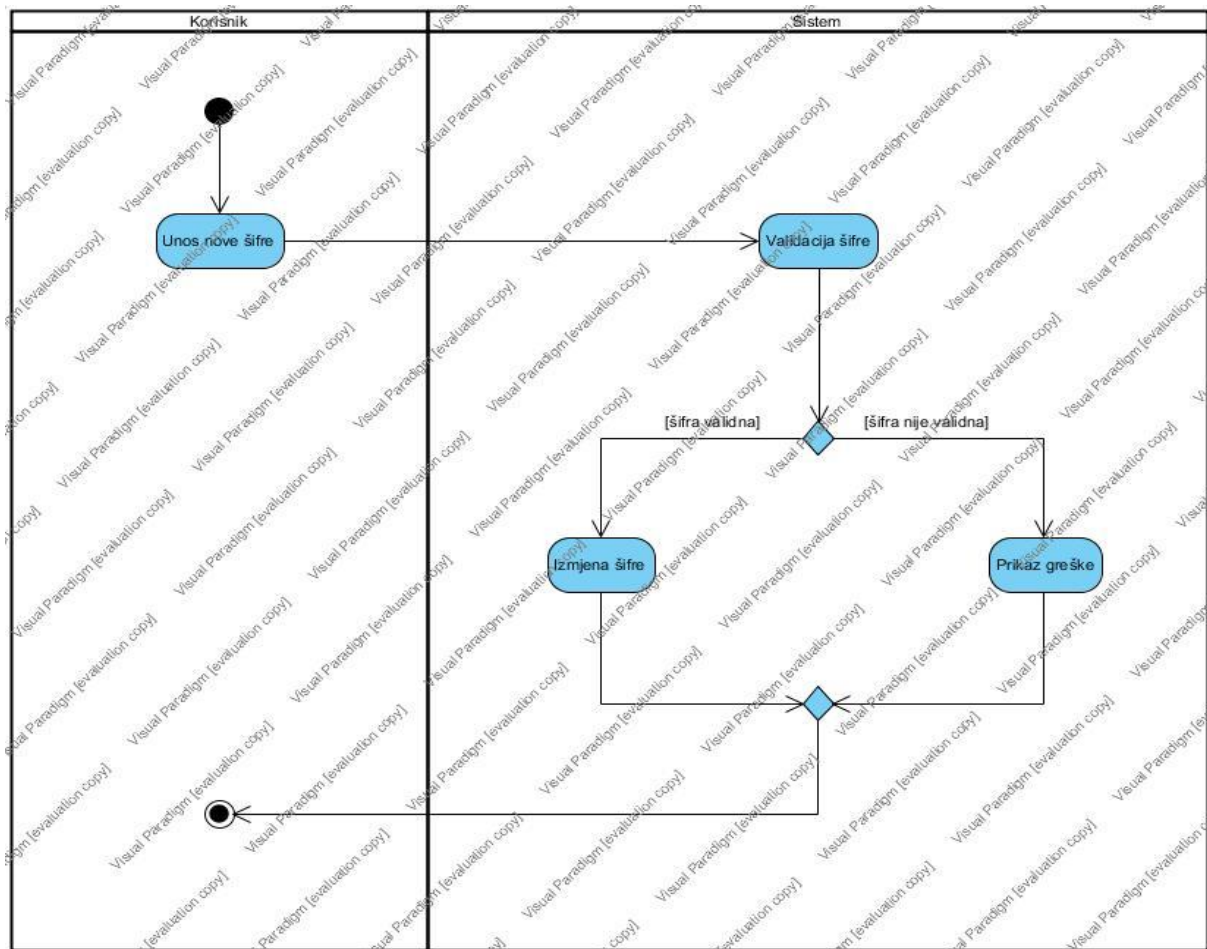 Korisnik
Sistem
Unos nove šifre
Validacija šifre
[šifra validna]
[šifra nije validna]
Izmjena šifre
Prikaz greške
Visual Paradigm [evaluation copy]